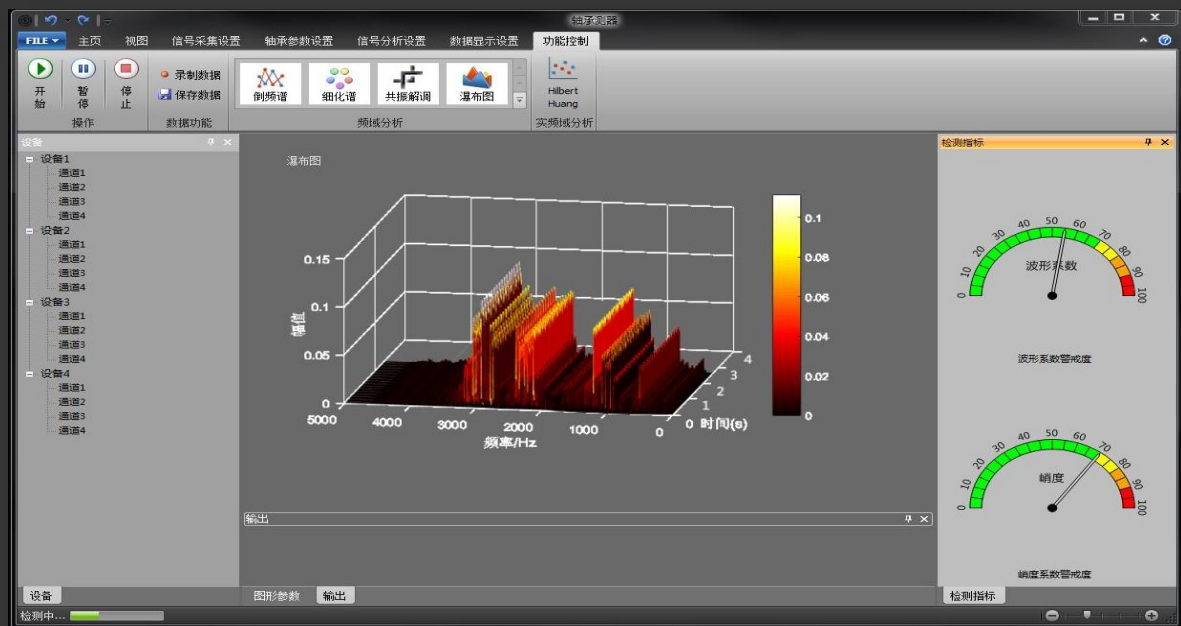 轴承测器
FILE 主页 视图 信号采集设置 轴承参数设置 信号分析设置 数据显示设置 功能控制
开始 暂停 停止
录制数据
保存数据
倒频谱 细化谱 共振解调 瀑布图
Hilbert
Huang
操作 数据功能 频域分析 实频域分析
设备
设备1
通道1
通道2
通道3
通道4
设备2
通道1
通道2
通道3
通道4
设备3
通道1
通道2
通道3
通道4
设备4
通道1
通道2
通道3
通道4
设备
瀑布图
0.15
0.1
0.05
0
幅值
5000 4000 3000 2000 1000 0
频率/Hz
0 1 2 3 4
时间(s)
0.1
0.08
0.06
0.04
0.02
0
输出
图形参数 输出
检测指标
0 10 20 30 40 50 60 70 80 90 100
波形系数
波形系数警戒度
0 10 20 30 40 50 60 70 80 90 100
峭度
峭度系数警戒度
检测指标
检测中...